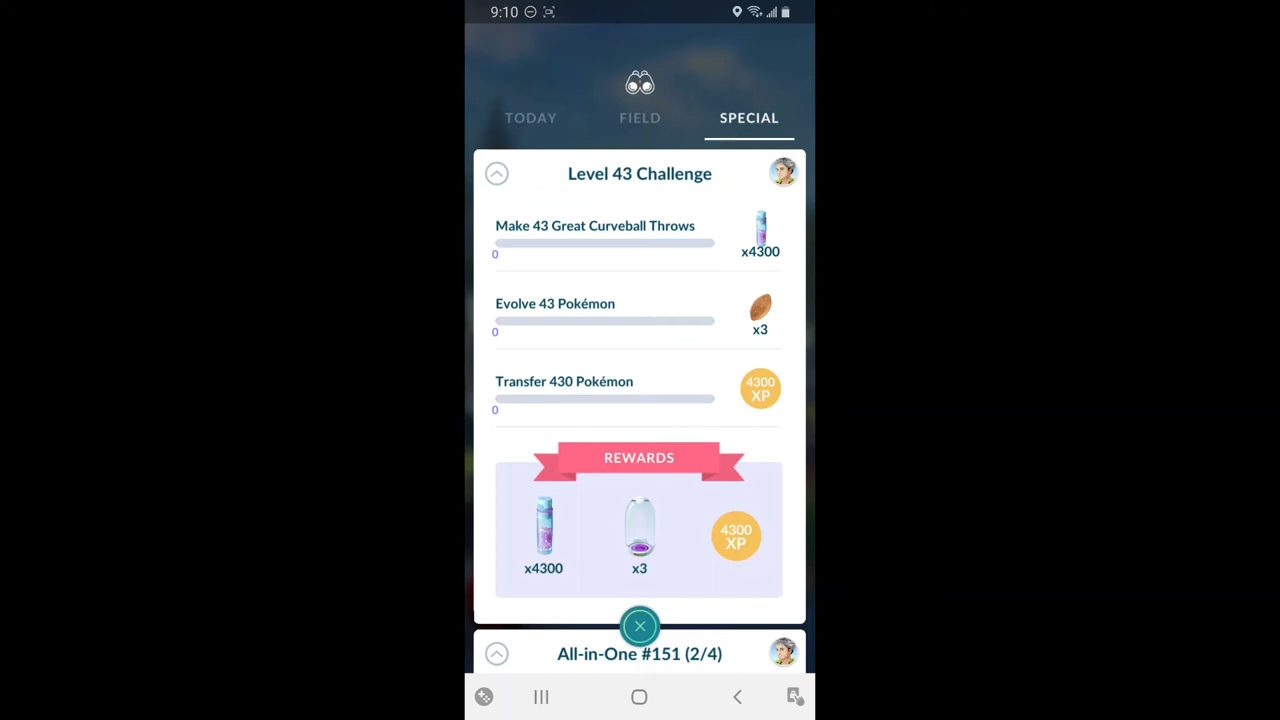 9:10
TODAY FIELD SPECIAL
Level 43 Challenge
Make 43 Great Curveball Throws
0
x4300
Evolve 43 Pokémon
0
x3
Transfer 430 Pokémon
0
4300
XP
REWARDS
x4300
x3
4300
XP
All-in-One #151 (2/4)